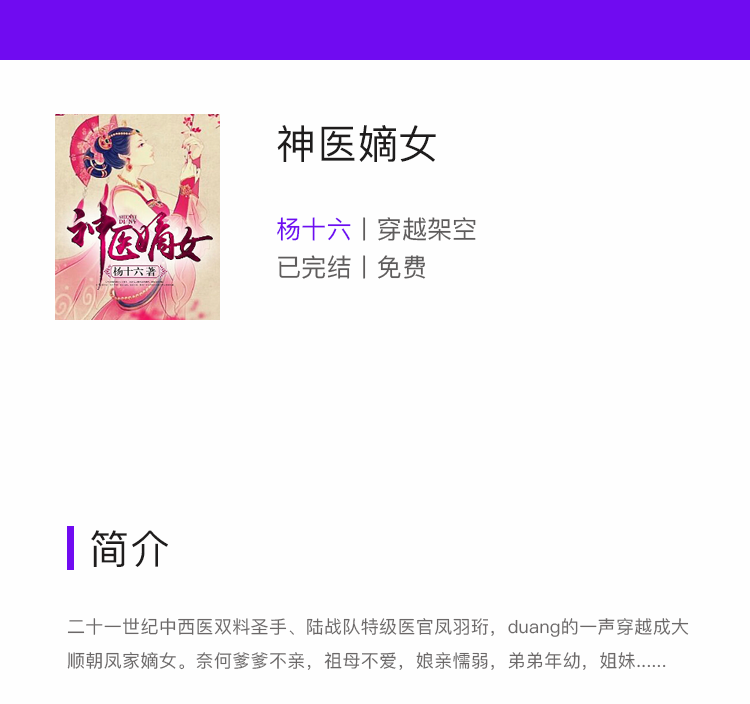 神医嫡女
杨十六 | 穿越架空
已完结 | 免费
神医嫡女
杨十六 著
简介
二十一世纪中西医双料圣手、陆战队特级医官凤羽珩，duang的一声穿越成大
顺朝凤家嫡女。奈何爹爹不亲，祖母不爱，娘亲懦弱，弟弟年幼，姐妹......